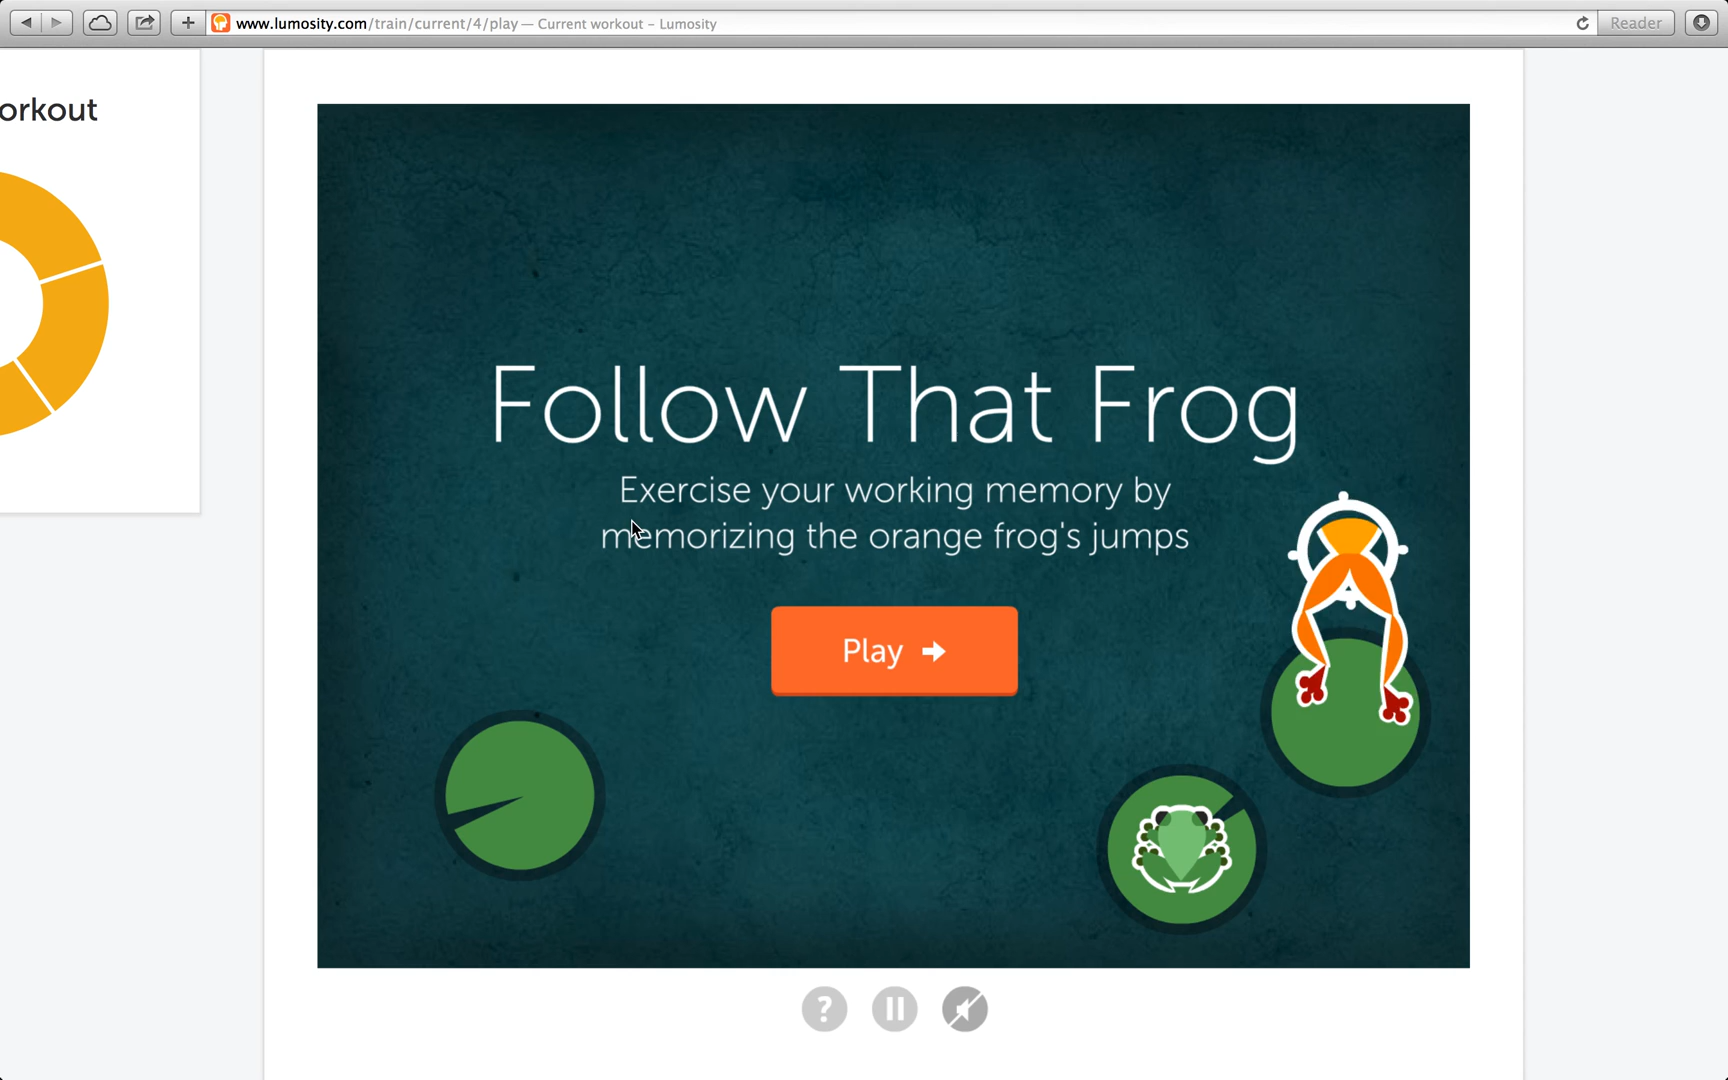 www.lumosity.com/train/current/4/play — Current workout – Lumosity
Reader
orkout
Follow That Frog
Exercise your working memory by
memorizing the orange frog's jumps
Play
?